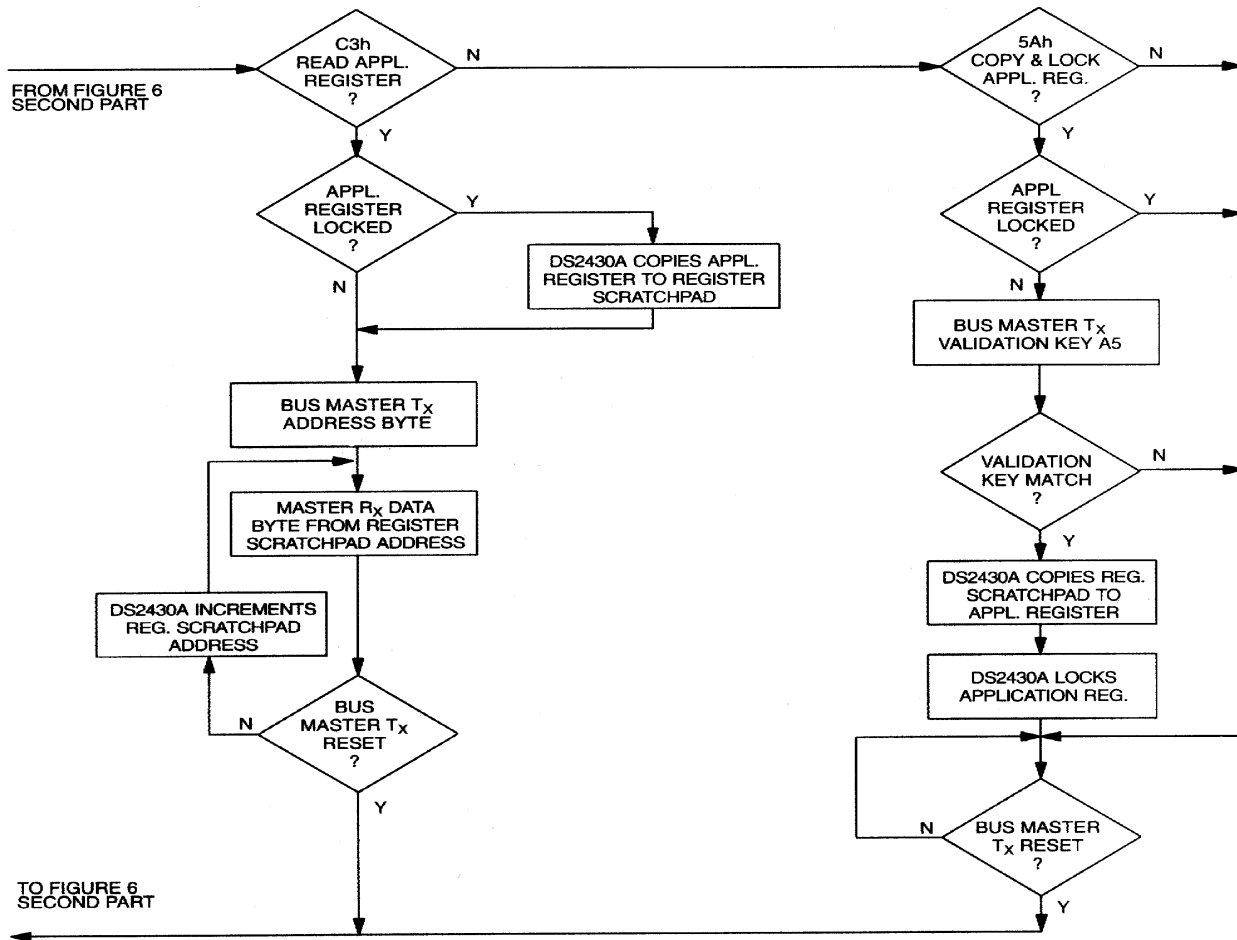 FROM FIGURE 6
SECOND PART
C3h
READ APPL.
REGISTER
?
N
Y
APPL.
REGISTER
LOCKED
?
Y
N
DS2430A COPIES APPL.
REGISTER TO REGISTER
SCRATCHPAD
BUS MASTER TX
ADDRESS BYTE
MASTER RX DATA
BYTE FROM REGISTER
SCRATCHPAD ADDRESS
DS2430A INCREMENTS
REG. SCRATCHPAD
ADDRESS
BUS
MASTER TX
RESET
?
N
Y
5Ah
COPY & LOCK
APPL. REG.
?
N
Y
APPL
REGISTER
LOCKED
?
Y
N
BUS MASTER TX
VALIDATION KEY A5
VALIDATION
KEY MATCH
?
N
Y
DS2430A COPIES REG.
SCRATCHPAD TO
APPL. REGISTER
DS2430A LOCKS
APPLICATION REG.
BUS MASTER
TX RESET
?
N
Y
TO FIGURE 6
SECOND PART